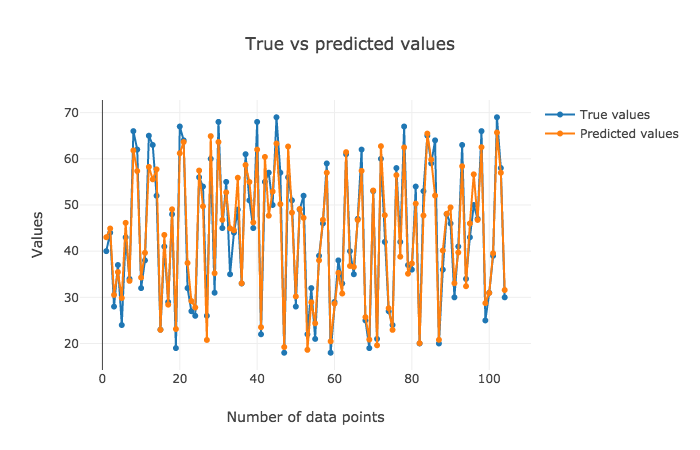 True vs predicted values
True values
Predicted values
Values
70
60
50
40
30
20
0
20
40
60
80
100
Number of data points